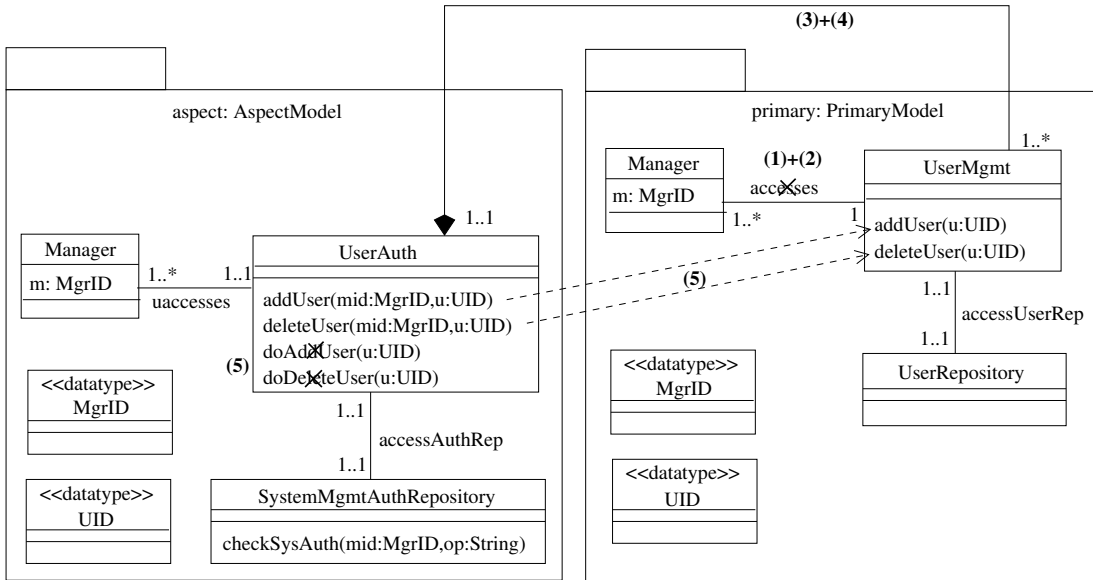 (3)+(4)
aspect: AspectModel
Manager
m: MgrID
1..*
1..1
uaccesses
1..1
UserAuth
addUser(mid:MgrID,u:UID)
deleteUser(mid:MgrID,u:UID)
doAddUser(u:UID)
doDeleteUser(u:UID)
(5)
1..1
accessAuthRep
1..1
<<datatype>>
MgrID
<<datatype>>
UID
SystemMgmtAuthRepository
checkSysAuth(mid:MgrID,op:String)
(5)
primary: PrimaryModel
1..*
Manager
m: MgrID
(1)+(2)
accesses
1..*
1
UserMgmt
addUser(u:UID)
deleteUser(u:UID)
1..1
accessUserRep
1..1
UserRepository
<<datatype>>
MgrID
<<datatype>>
UID